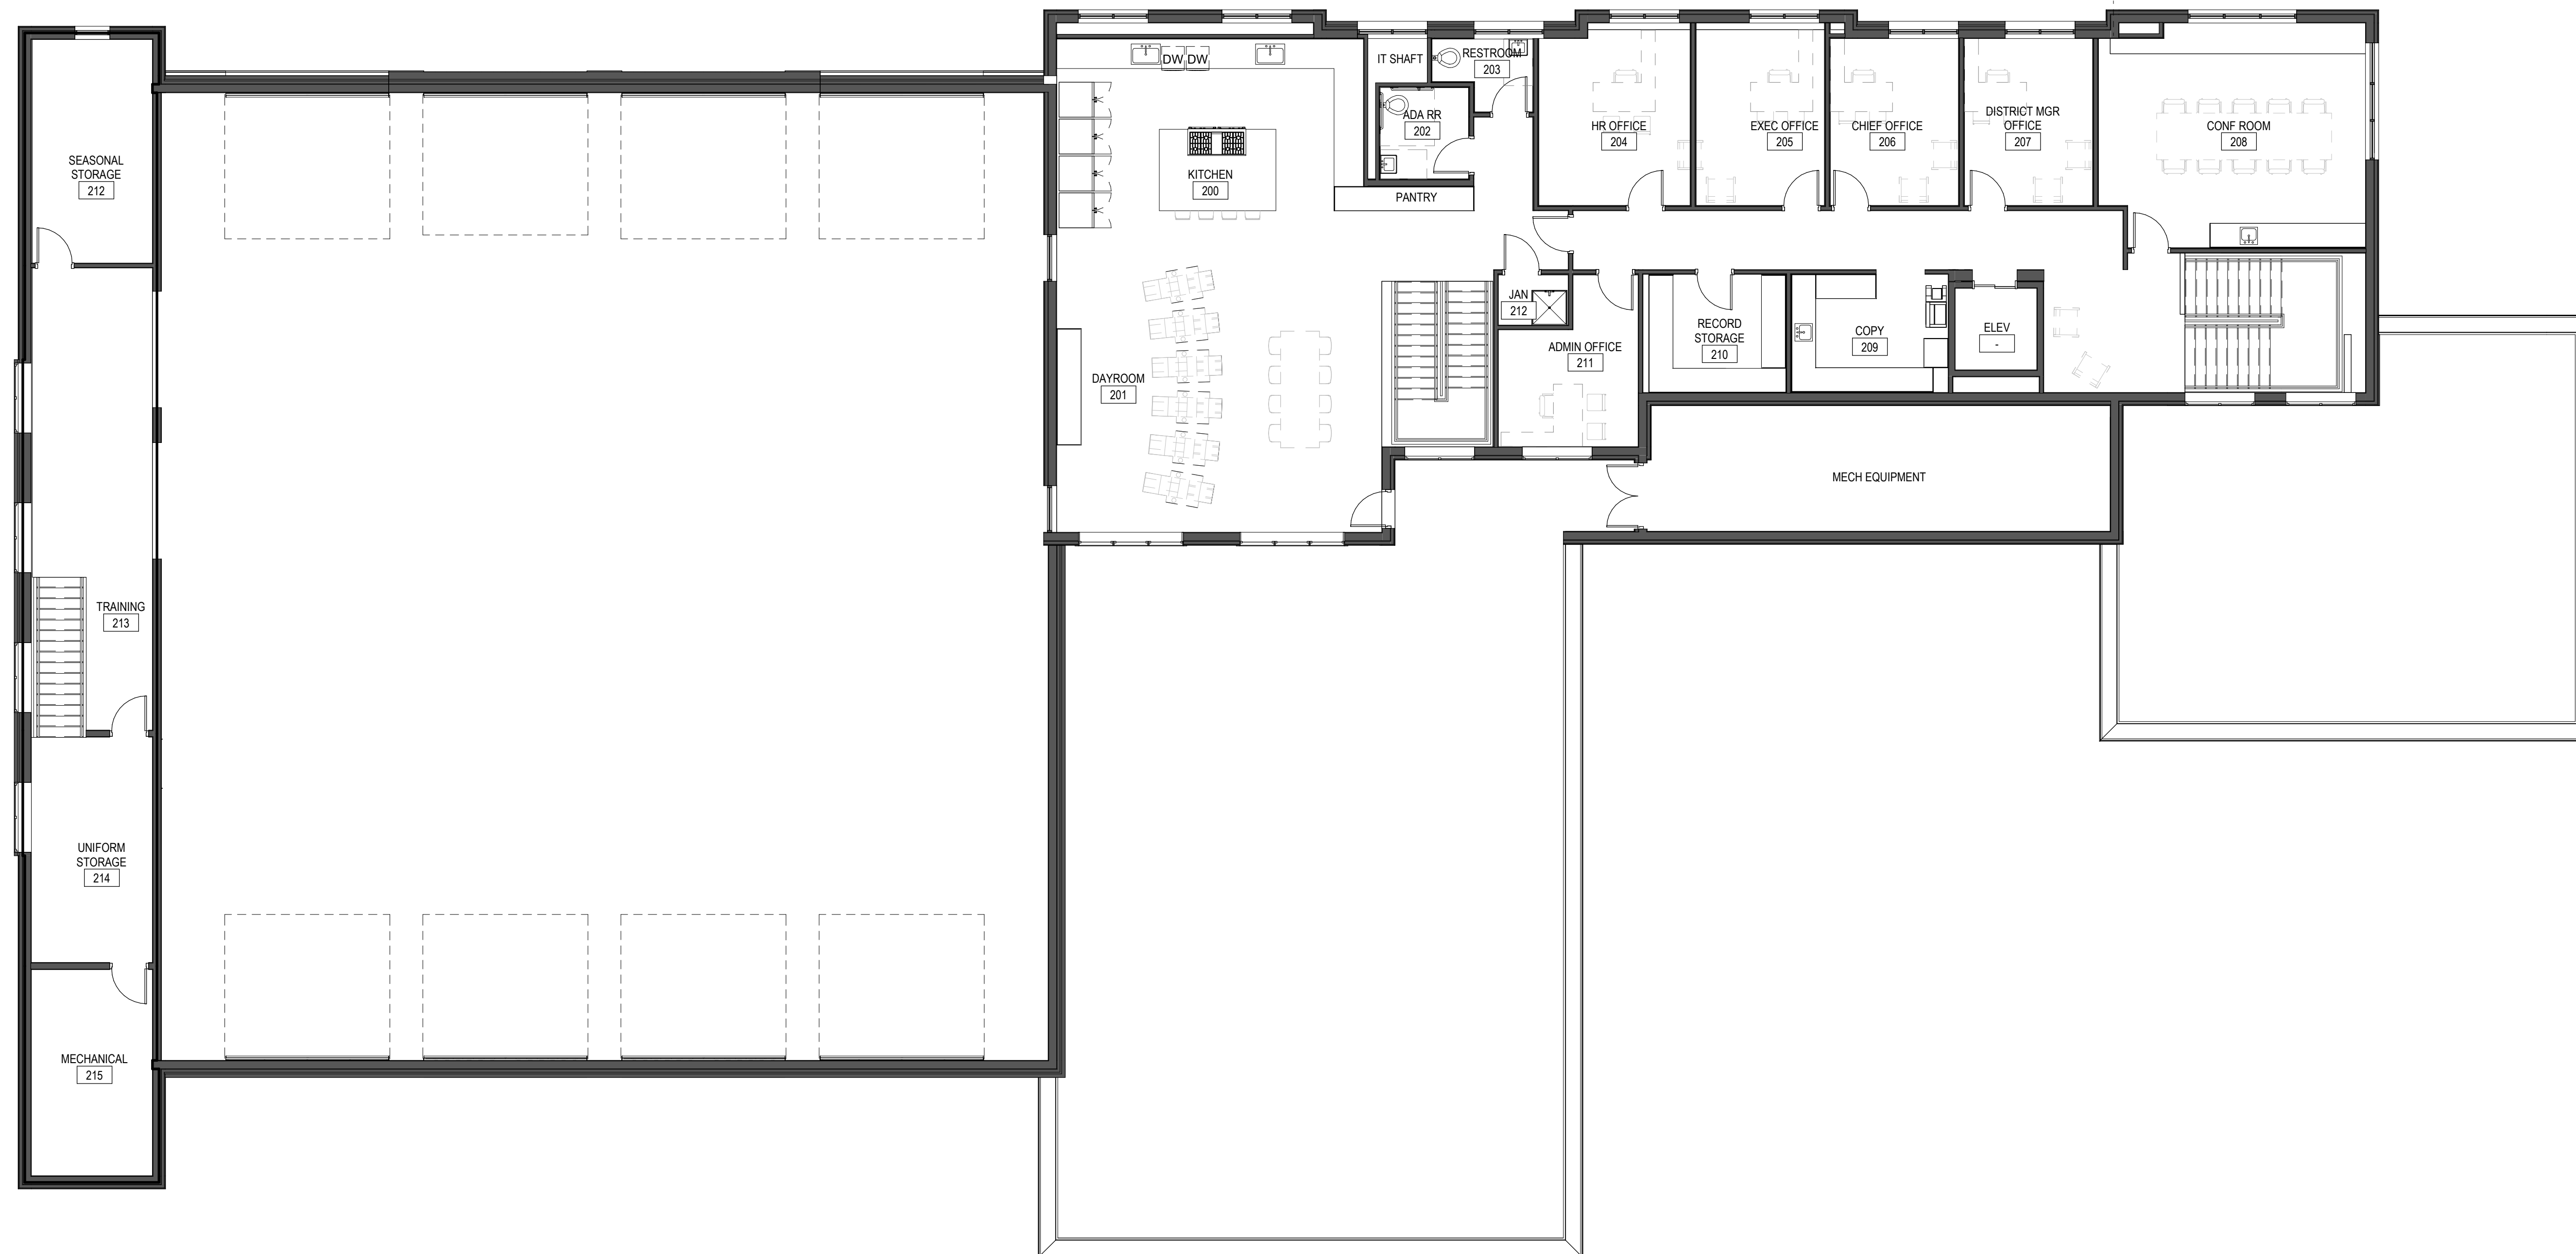 DW DW
IT SHAFT
RESTROOM
203
ADA RR
202
HR OFFICE
204
EXEC OFFICE
205
CHIEF OFFICE
206
DISTRICT MGR
OFFICE
207
CONF ROOM
208
SEASONAL
STORAGE
212
KITCHEN
200
PANTRY
JAN
212
RECORD
STORAGE
210
COPY
209
ELEV
-
ADMIN OFFICE
211
DAYROOM
201
MECH EQUIPMENT
TRAINING
213
UNIFORM
STORAGE
214
MECHANICAL
215